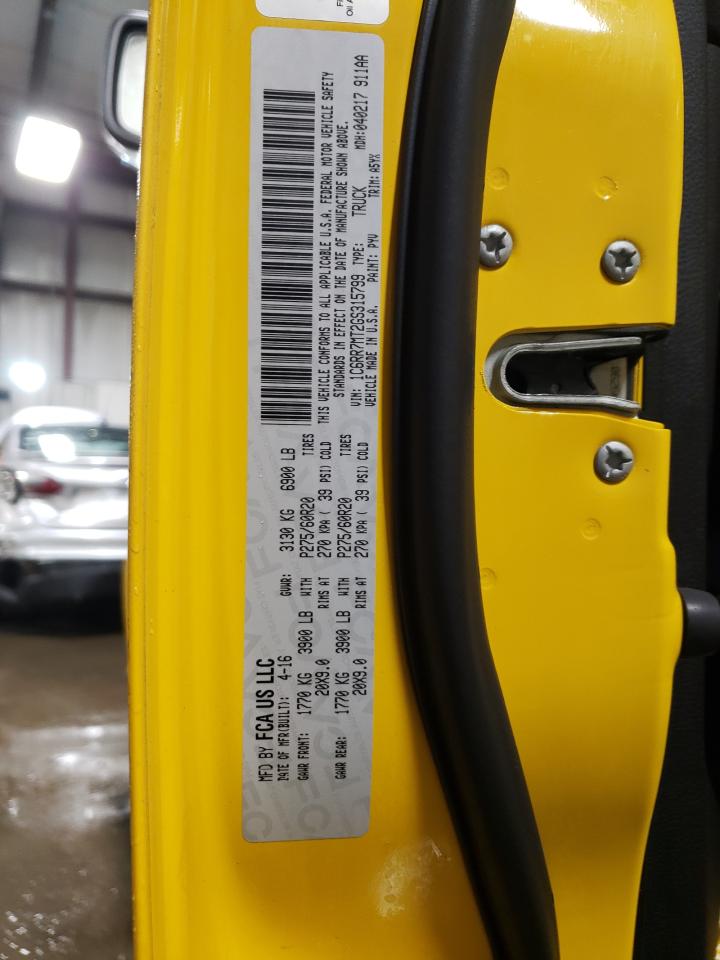 MFD BY FCA US LLC
DATE OF MFR(BUILT): 4-16 GVWR: 3130 KG 6900 LB
GAWR FRONT: 1770 KG 3900 LB WITH P275/60R20 TIRES
20X9.0 RIMS AT 270 KPA ( 39 PSI) COLD
GAWR REAR: 1770 KG 3900 LB WITH P275/60R20 TIRES
20X9.0 RIMS AT 270 KPA ( 39 PSI) COLD
THIS VEHICLE CONFORMS TO ALL APPLICABLE U.S.A. FEDERAL MOTOR VEHICLE SAFETY
STANDARDS IN EFFECT ON THE DATE OF MANUFACTURE SHOWN ABOVE.
VIN: 1C6RR7MT2GS315799 TYPE: TRUCK MDH:040217 911AA
VEHICLE MADE IN U.S.A. PAINT: PYV TRIM: A5YX